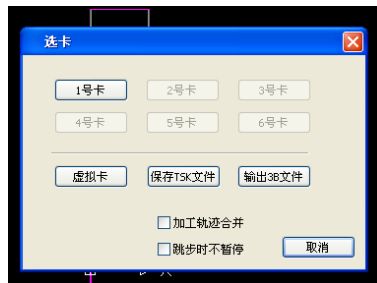 选卡
1号卡 2号卡 3号卡
4号卡 5号卡 6号卡
虚拟卡 保存TSK文件 输出3B文件
加工轨迹合并
跳步时不暂停 取消